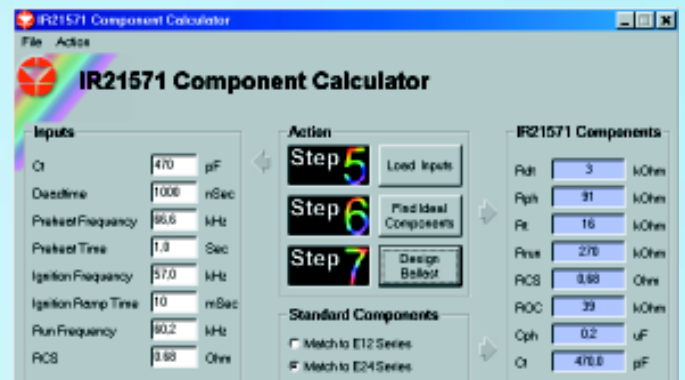 IR21571 Component Calculator
File Action
IR21571 Component Calculator
Inputs
Ct 470 pF
Deadtime 1000 nSec
Preheat Frequency 66,6 kHz
Preheat Time 1,0 Sec
Ignition Frequency 57,0 kHz
Ignition Ramp Time 10 mSec
Run Frequency 60,2 kHz
RCS 0.68 Ohm
Action
Step 5 Load Inputs
Step 6 Find Ideal Components
Step 7 Design Ballast
Standard Components
Match to E12 Series
Match to E24 Series
IR21571 Components
Rdt 3 kOhm
Rph 91 kOhm
Rt 16 kOhm
Rrun 270 kOhm
RCS 0,68 Ohm
ROC 39 kOhm
Cph 0,2 uF
Ct 470,0 pF